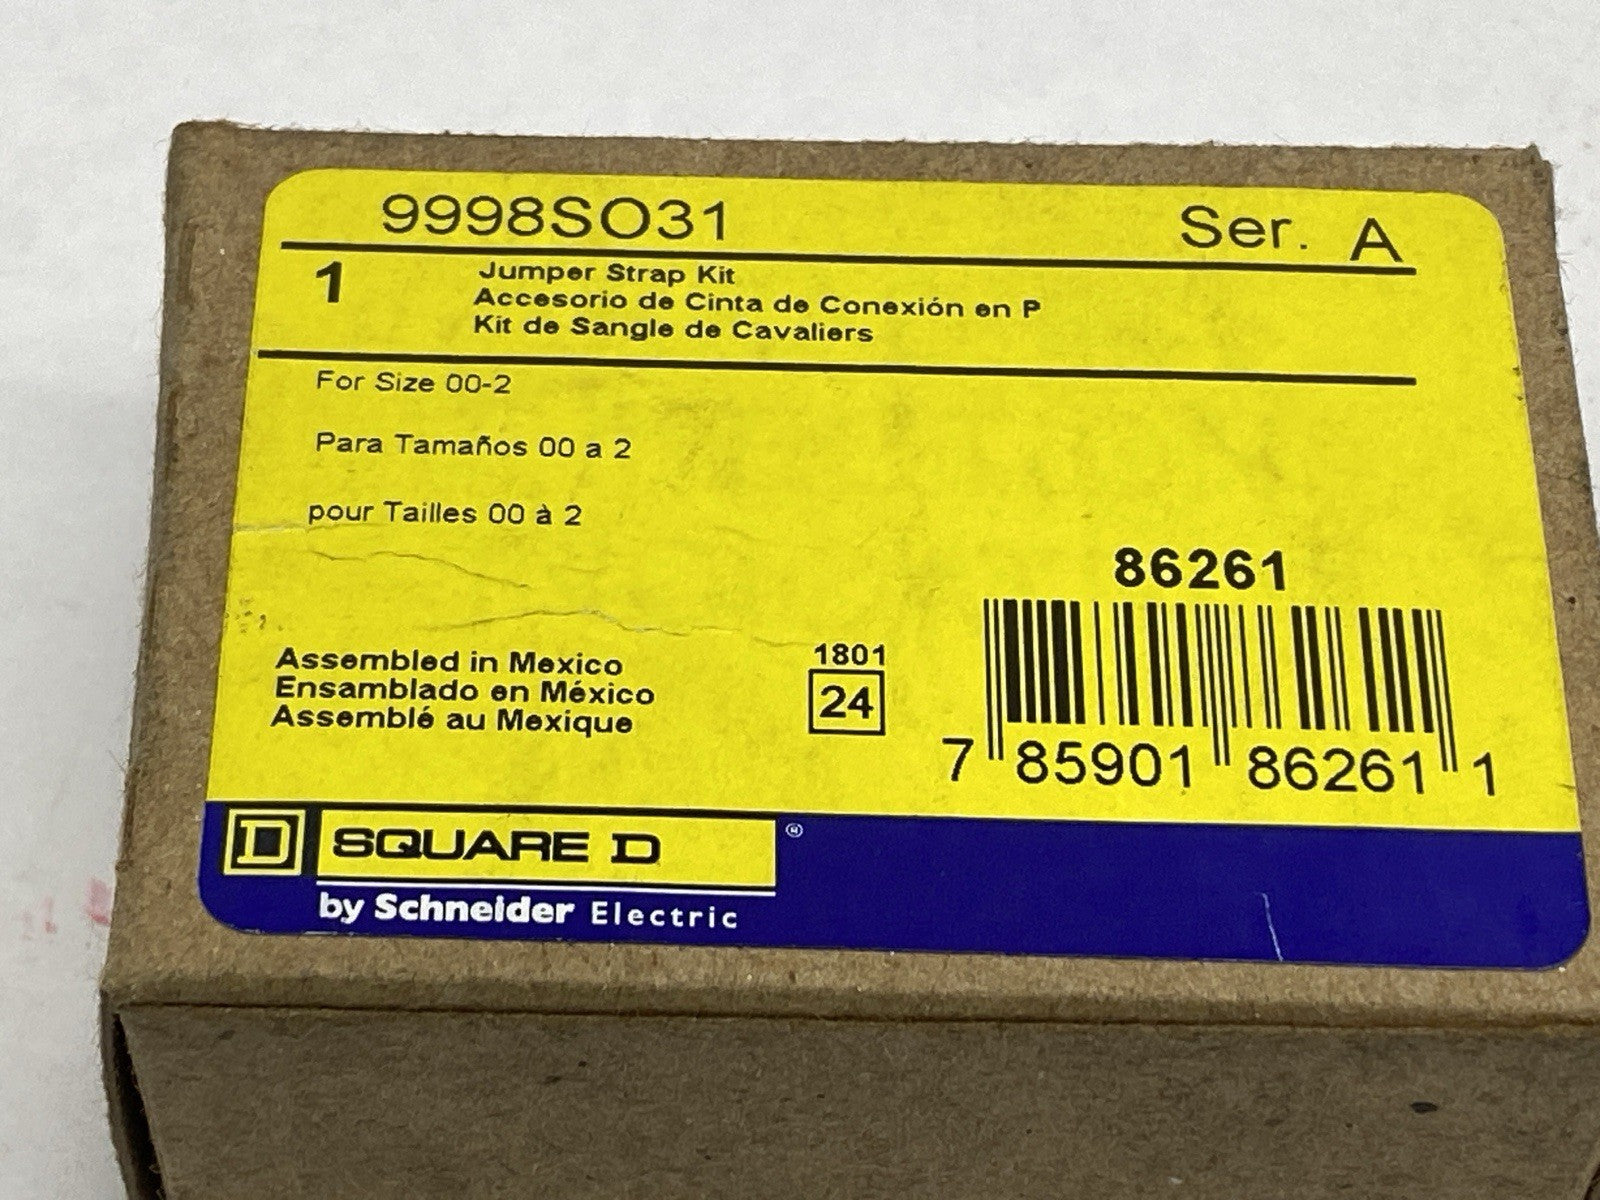 9998SO31 Ser. A
1 Jumper Strap Kit
Accesorio de Cinta de Conexión en P
Kit de Sangle de Cavaliers
For Size 00-2
Para Tamaños 00 a 2
pour Tailles 00 à 2
86261
Assembled in Mexico
Ensamblado en México
Assemblé au Mexique
1801
24
7 85901 86261 1
D SQUARE D ®
by Schneider Electric